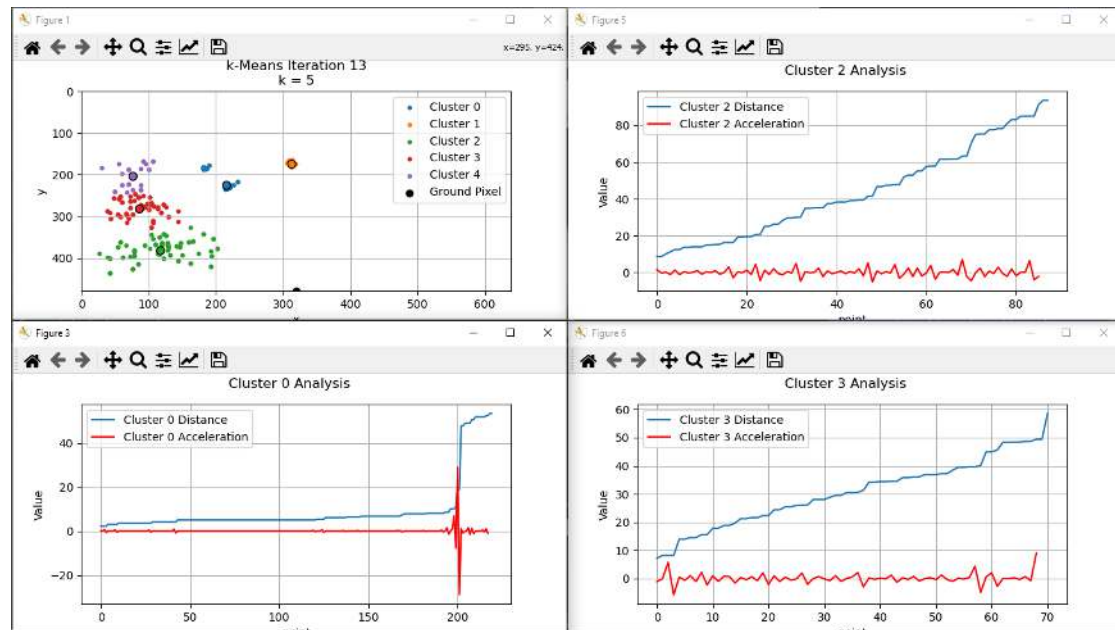 Figure 1
x=295. y=424.
k-Means Iteration 13
k = 5
0
100
200
300
400
y
0 100 200 300 400 500 600
x
Cluster 0
Cluster 1
Cluster 2
Cluster 3
Cluster 4
Ground Pixel
Figure 5
Cluster 2 Analysis
Cluster 2 Distance
Cluster 2 Acceleration
80
60
40
20
0
Value
0 20 40 60 80
point
Figure 3
Cluster 0 Analysis
Cluster 0 Distance
Cluster 0 Acceleration
40
20
0
−20
Value
0 50 100 150 200
point
Figure 6
Cluster 3 Analysis
Cluster 3 Distance
Cluster 3 Acceleration
60
50
40
30
20
10
0
Value
0 10 20 30 40 50 60 70
point